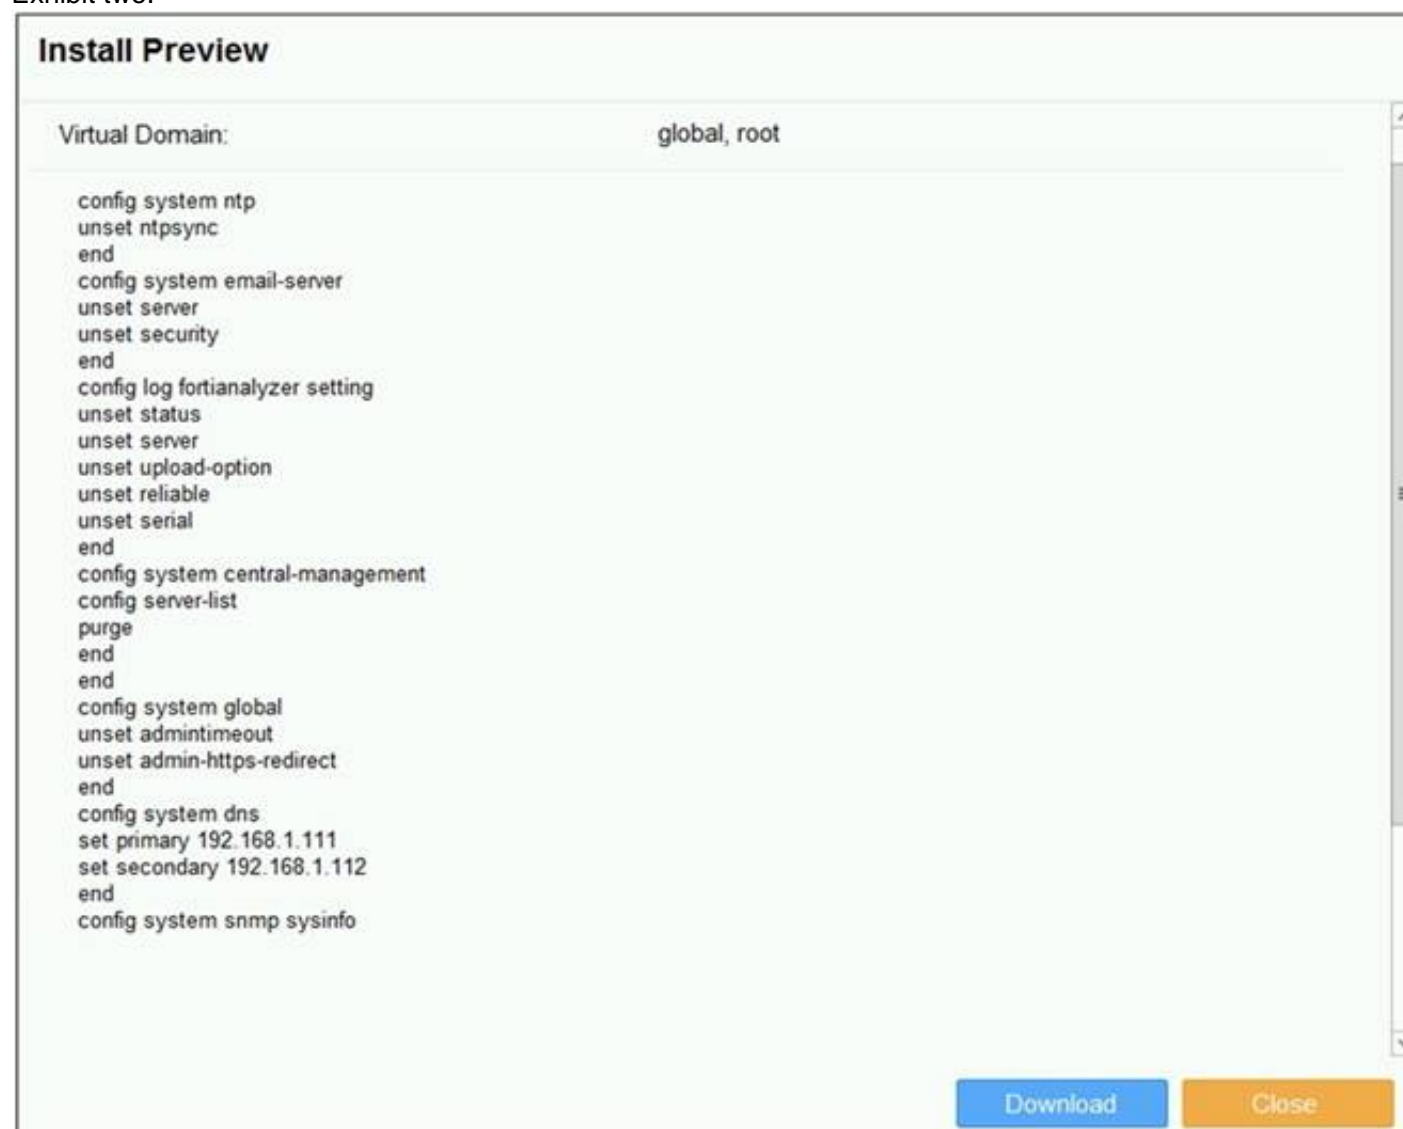 Exhibit two:
Install Preview
Virtual Domain: global, root
config system ntp
unset ntpsync
end
config system email-server
unset server
unset security
end
config log fortianalyzer setting
unset status
unset server
unset upload-option
unset reliable
unset serial
end
config system central-management
config server-list
purge
end
end
config system global
unset admintimeout
unset admin-https-redirect
end
config system dns
set primary 192.168.1.111
set secondary 192.168.1.112
end
config system snmp sysinfo
Download Close